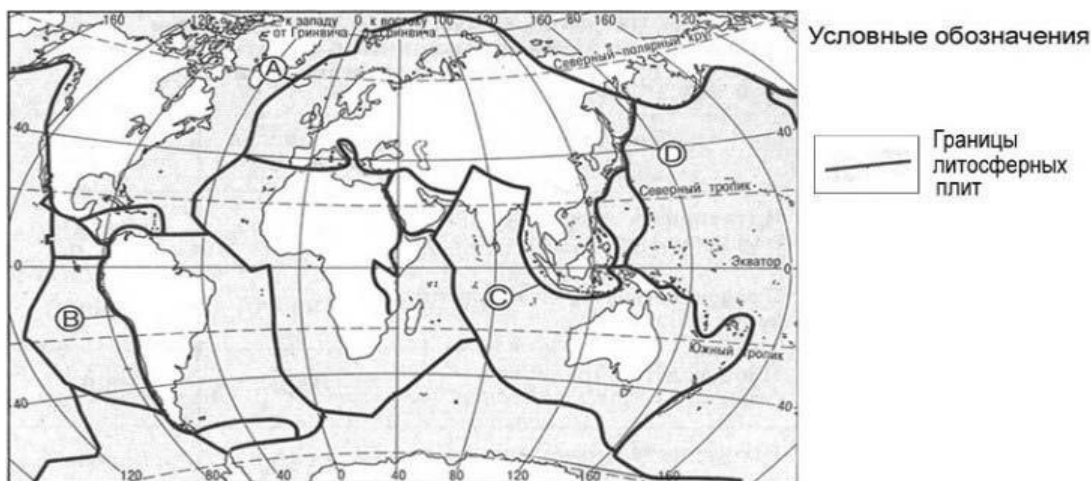 160 120 к западу 0 к востоку 100 160 80 160 120
от Гринвича от Гринвича
Северный полярный круг
Условные обозначения
A
40 40
D
Границы
литосферных
плит
Северный тропик
Экватор
0 0
C
B
Южный тропик
40 40
120 80 40 0 40 80 120 160 160 120